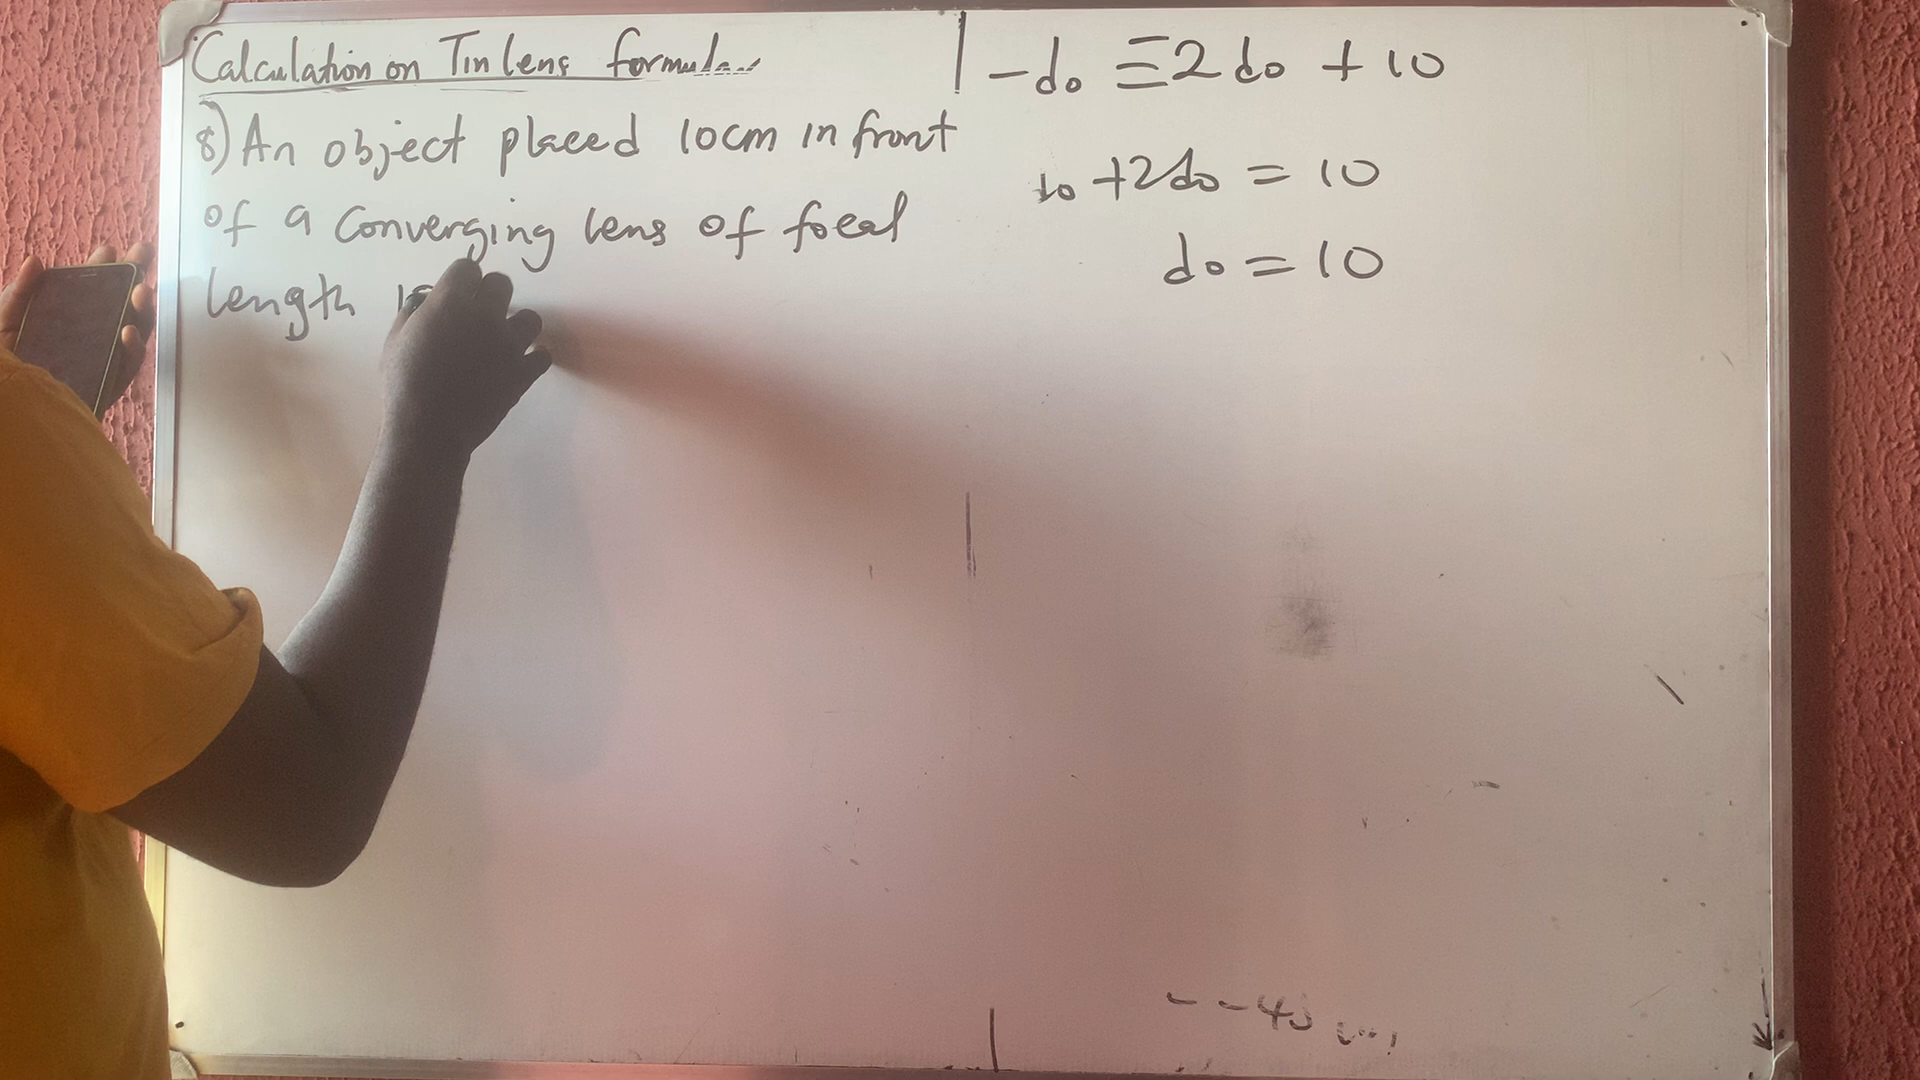 Calculation on Tin lens formula
8) An object placed 10cm in front
of a converging lens of focal
length
-do = 2do + 10
do +2do = 10
do = 10